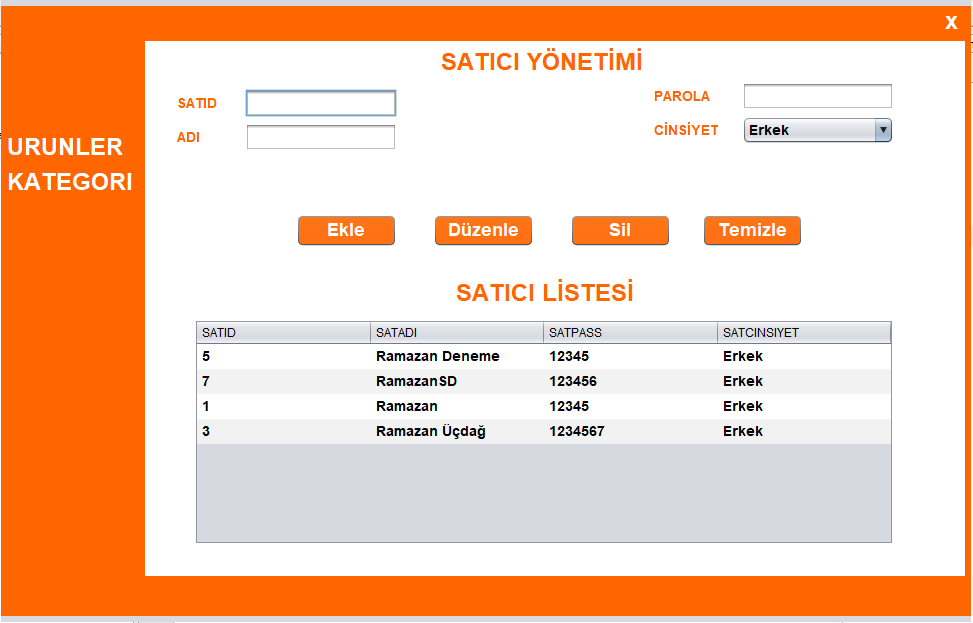 X
SATICI YÖNETİMİ
SATID
PAROLA
ADI
CİNSİYET Erkek
URUNLER
KATEGORI
Ekle Düzenle Sil Temizle
SATICI LİSTESİ
SATID SATADI SATPASS SATCINSIYET
5 Ramazan Deneme 12345 Erkek
7 RamazanSD 123456 Erkek
1 Ramazan 12345 Erkek
3 Ramazan Üçdağ 1234567 Erkek